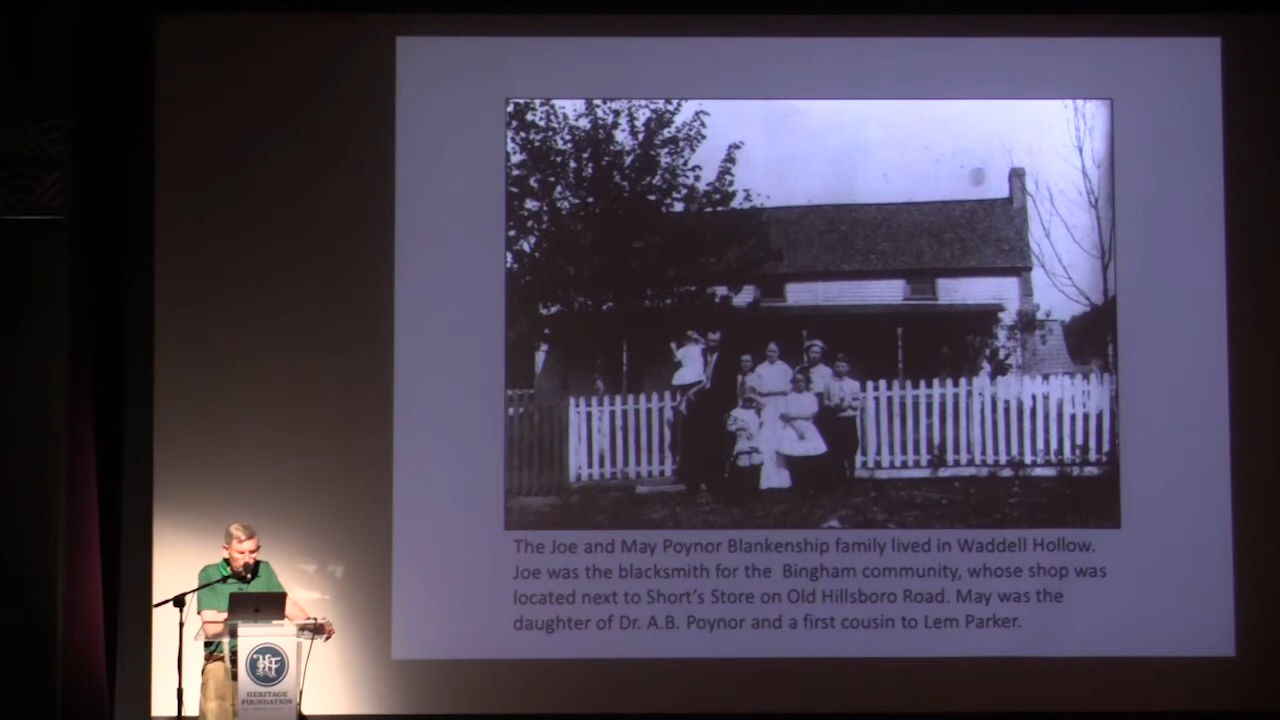 The Joe and May Poynor Blankenship family lived in Waddell Hollow.
Joe was the blacksmith for the Bingham community, whose shop was
located next to Short's Store on Old Hillsboro Road. May was the
daughter of Dr. A.B. Poynor and a first cousin to Lem Parker.
HF
HERITAGE
FOUNDATION